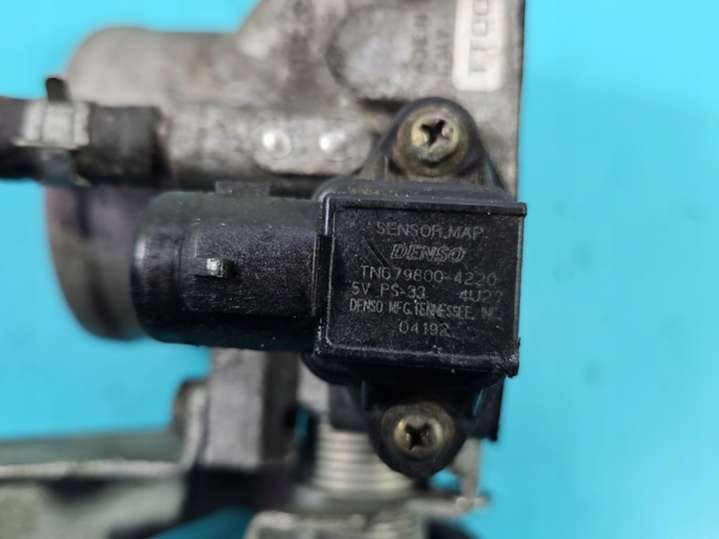 SENSOR,MAP
DENSO
TN079800-4220
5V PS-33 4U27
DENSO MFG.TENNESSEE, INC.
04192